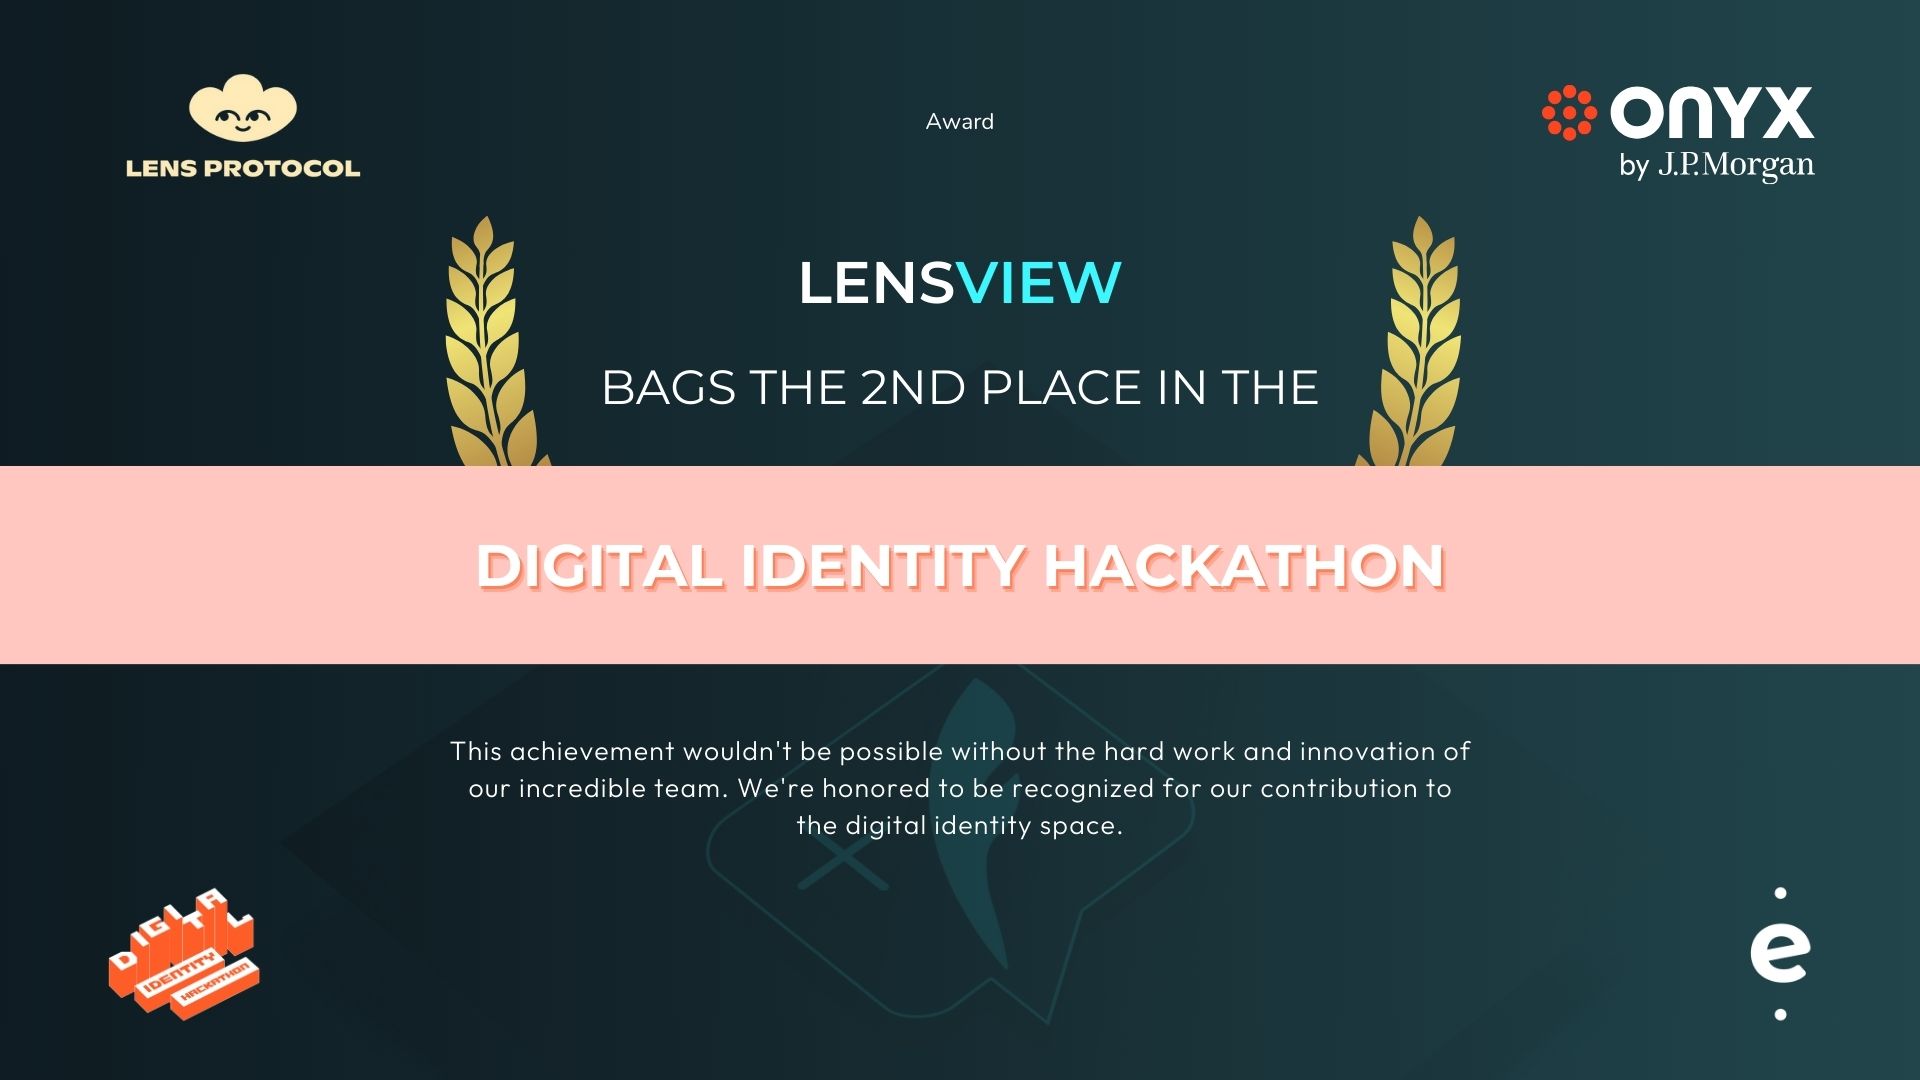 LENS PROTOCOL
Award
ONYX
by J.P.Morgan
LENSVIEW
BAGS THE 2ND PLACE IN THE
DIGITAL IDENTITY HACKATHON
This achievement wouldn't be possible without the hard work and innovation of
our incredible team. We're honored to be recognized for our contribution to
the digital identity space.
DIGITAL
IDENTITY
HACKATHON
e